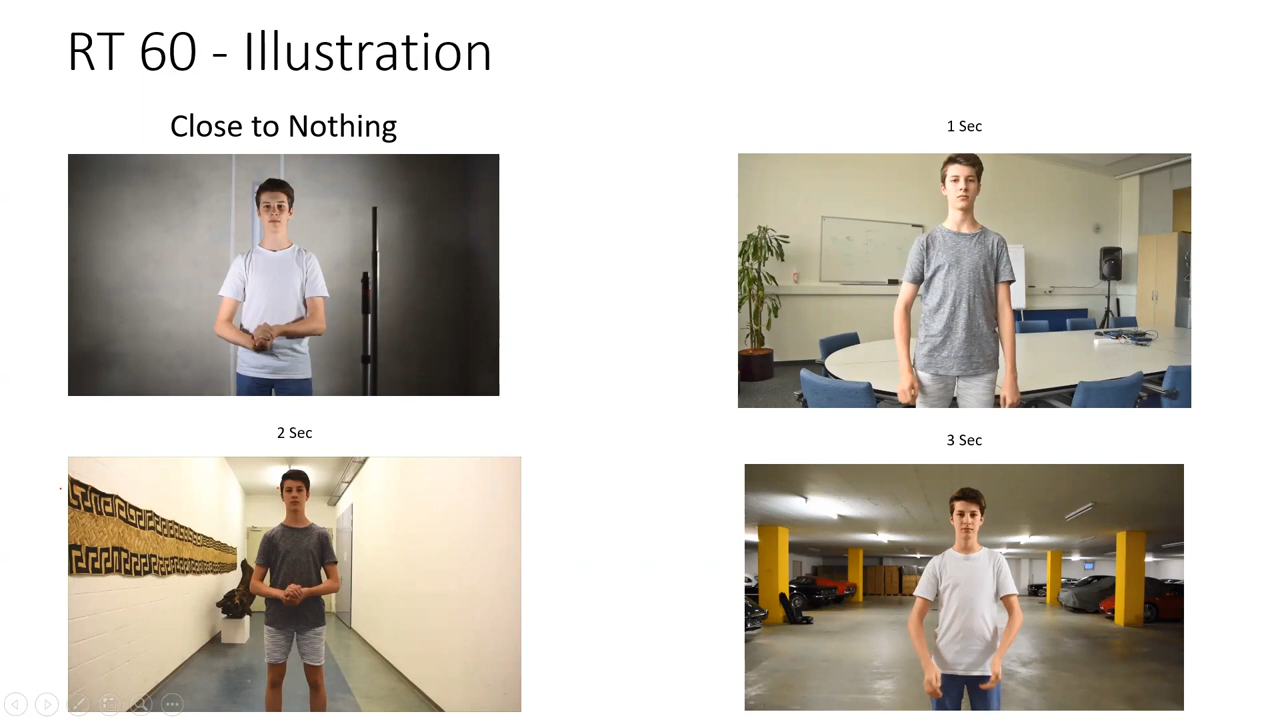 RT 60 - Illustration
Close to Nothing
1 Sec
2 Sec
3 Sec